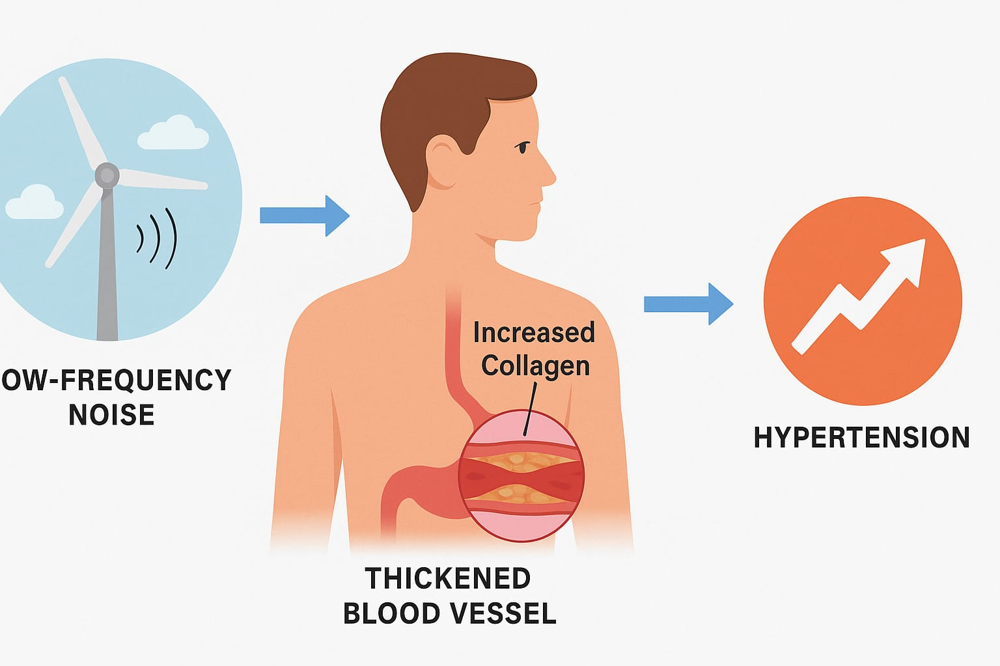 OW-FREQUENCY
NOISE
Increased
Collagen
THICKENED
BLOOD VESSEL
HYPERTENSION